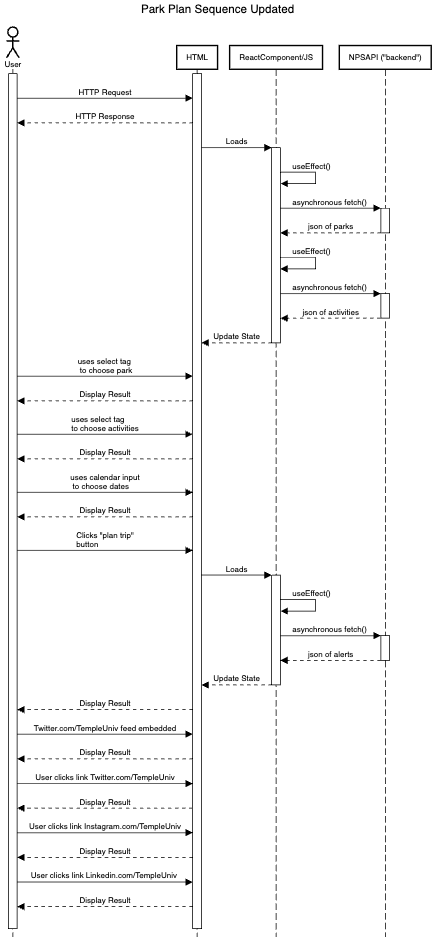 Park Plan Sequence Updated
User
HTML
ReactComponent/JS
NPSAPI ("backend")
HTTP Request
HTTP Response
Loads
useEffect()
asynchronous fetch()
json of parks
useEffect()
asynchronous fetch()
json of activities
Update State
uses select tag
to choose park
Display Result
uses select tag
to choose activities
Display Result
uses calendar input
to choose dates
Display Result
Clicks "plan trip"
button
Loads
useEffect()
asynchronous fetch()
json of alerts
Update State
Display Result
Twitter.com/TempleUniv feed embedded
Display Result
User clicks link Twitter.com/TempleUniv
Display Result
User clicks link Instagram.com/TempleUniv
Display Result
User clicks link Linkedin.com/TempleUniv
Display Result